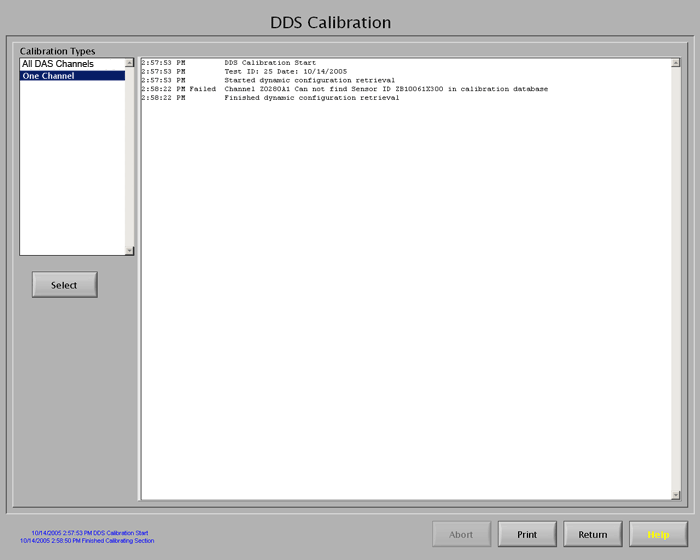 DDS Calibration
Calibration Types
All DAS Channels
One Channel
2:57:53 PM DDS Calibration Start
2:57:53 PM Test ID: 25 Date: 10/14/2005
2:57:53 PM Started dynamic configuration retrieval
2:58:22 PM Failed Channel Z0280A1 Can not find Sensor ID ZB10061X300 in calibration database
2:58:22 PM Finished dynamic configuration retrieval
Select
10/14/2005 2:57:53 PM DDS Calibration Start
10/14/2005 2:58:50 PM Finished Calibrating Section
Abort
Print
Return
Help